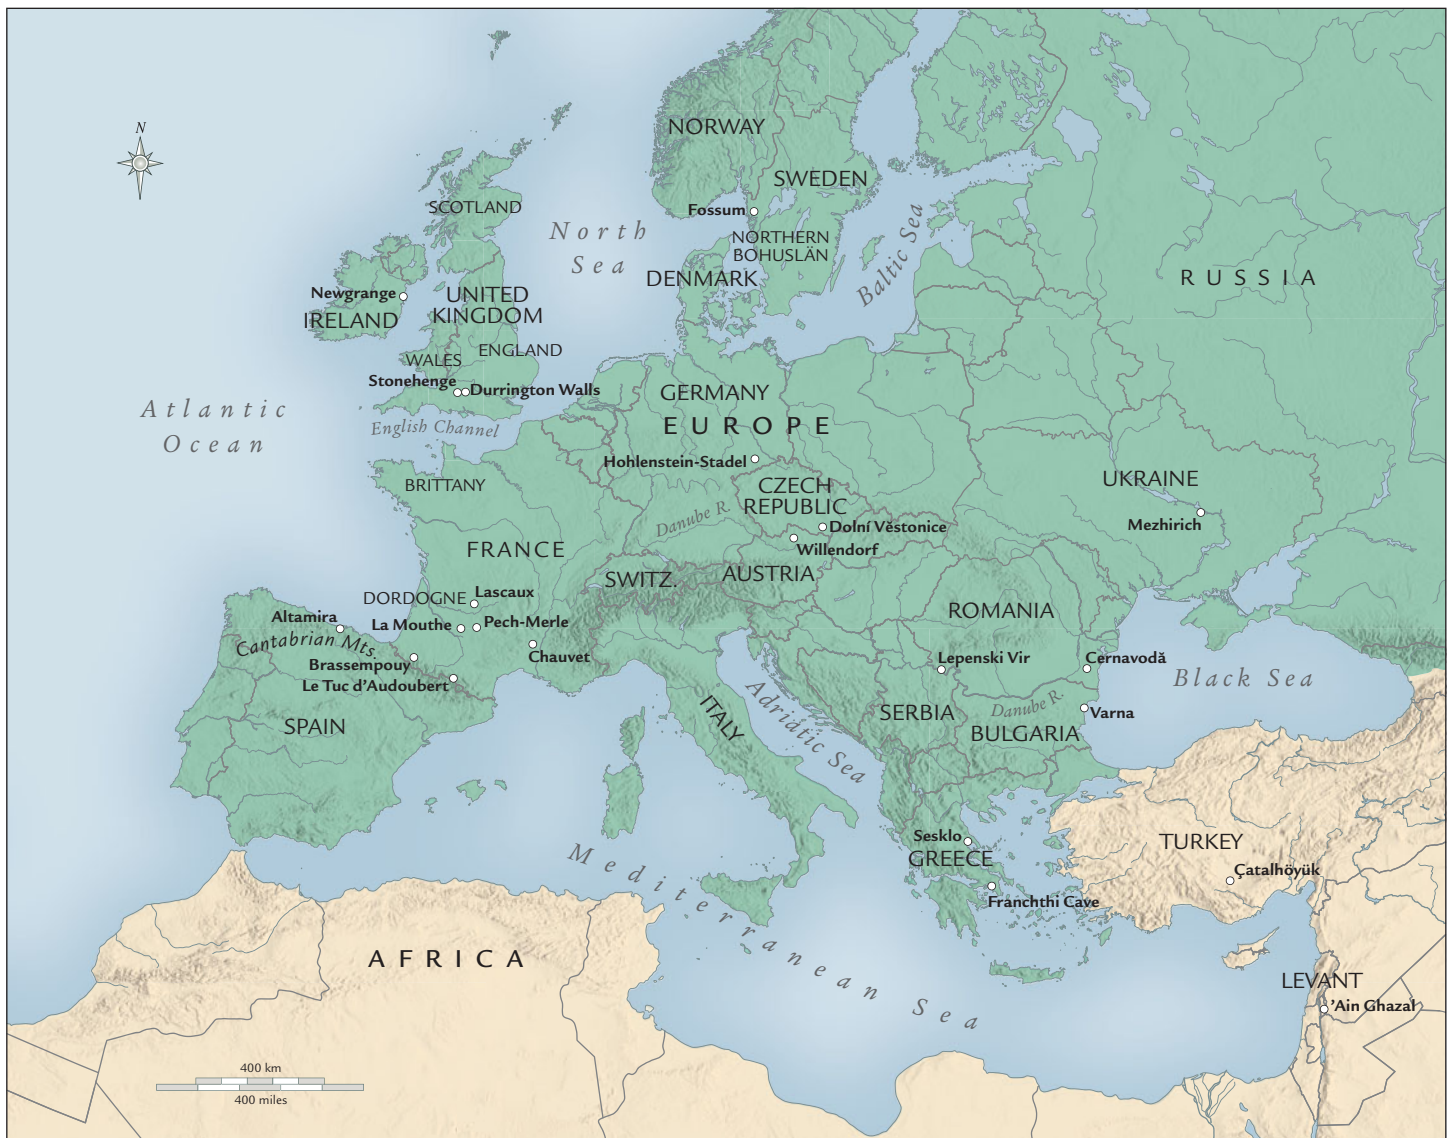 N
NORWAY
SWEDEN
SCOTLAND
Fossum
North
Sea
NORTHERN
BOHUSLÄN
Baltic Sea
DENMARK
RUSSIA
Newgrange
IRELAND
UNITED
KINGDOM
WALES
ENGLAND
Stonehenge
Durrington Walls
GERMANY
Atlantic
Ocean
English Channel
EUROPE
Hohlenstein-Stadel
BRITTANY
CZECH
REPUBLIC
UKRAINE
Mezhirich
Danube R.
Dolní Věstonice
Willendorf
FRANCE
SWITZ.
AUSTRIA
DORDOGNE
Lascaux
ROMANIA
Altamira
La Mouthe
Pech-Merle
Cantabrian Mts.
Chauvet
Brassempouy
Le Tuc d’Audoubert
Lepenski Vir
Cernavodă
Black Sea
SPAIN
ITALY
Adriatic Sea
SERBIA
Danube R.
Varna
BULGARIA
Sesklo
GREECE
TURKEY
Çatalhöyük
Franchthi Cave
Mediterranean Sea
AFRICA
LEVANT
’Ain Ghazal
400 km
400 miles